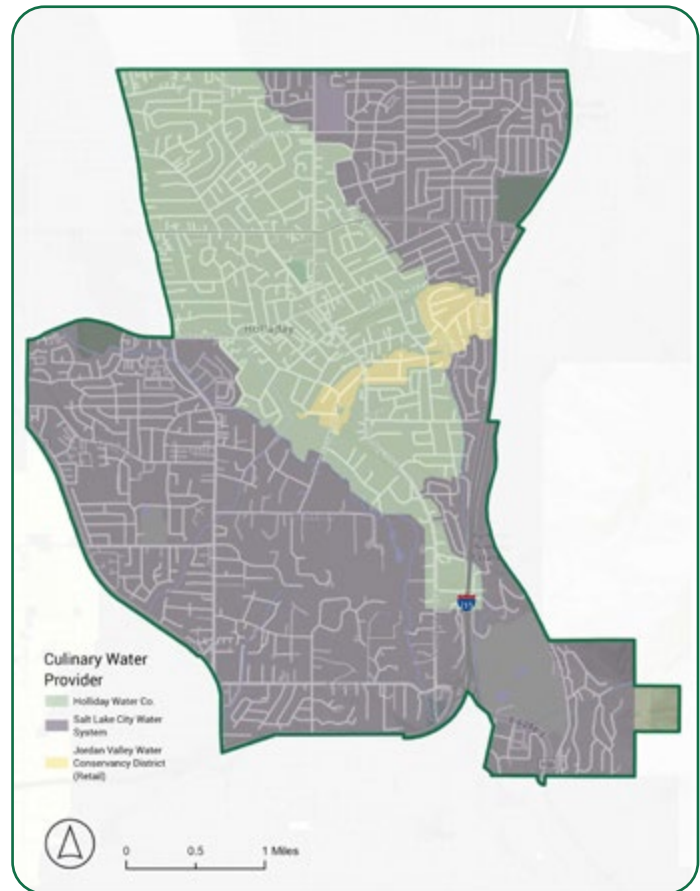 Holladay
215
Culinary Water
Provider
Holliday Water Co.
Salt Lake City Water
System
Jordan Valley Water
Conservancy District
(Retail)
0 0.5 1 Miles